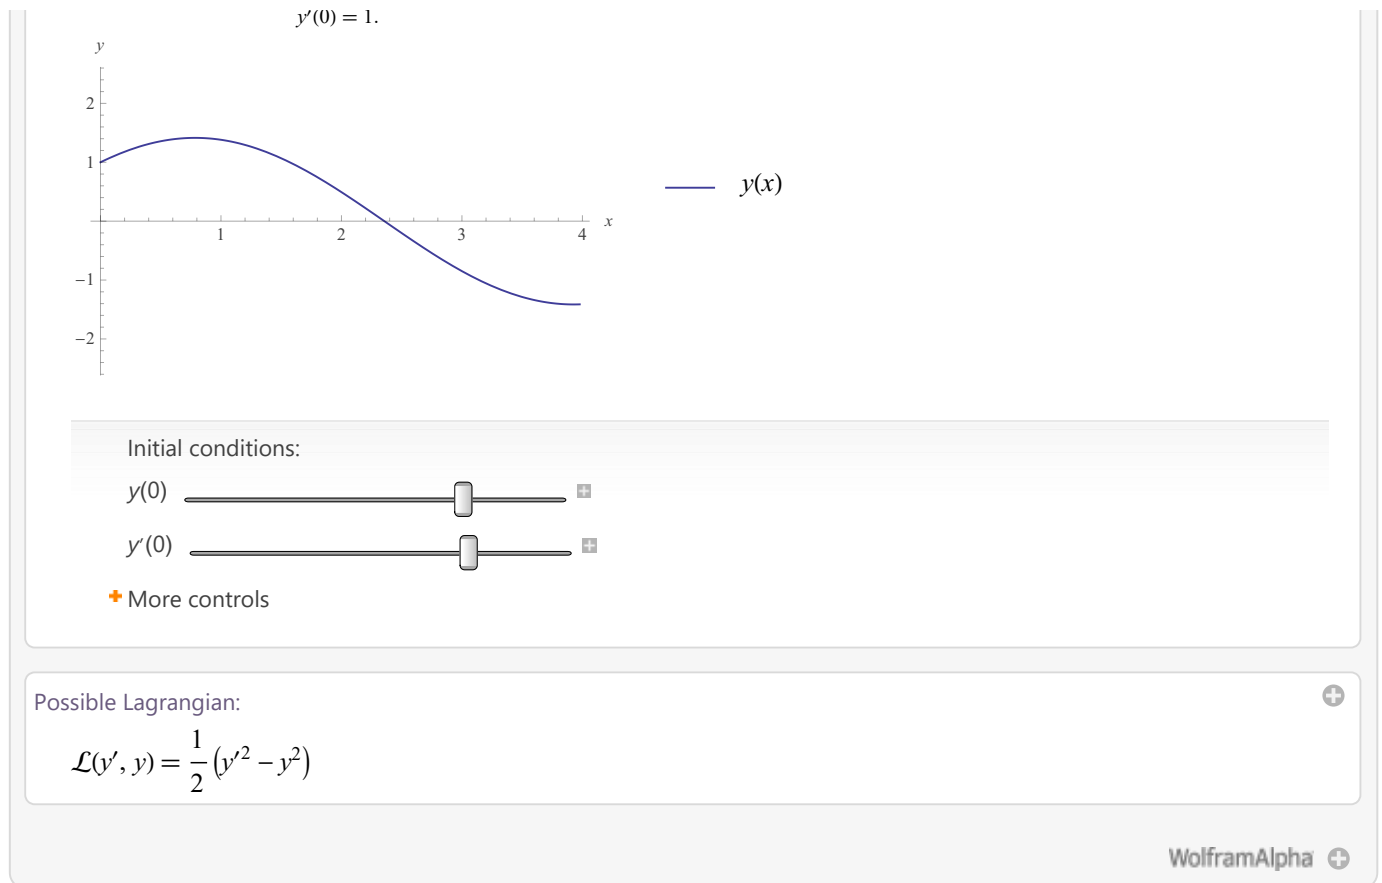 y′(0) = 1.
y
2
1
−1
−2
1 2 3 4 x
y(x)
Initial conditions:
y(0)
y′(0)
More controls
Possible Lagrangian:
ℒ(y′, y) = 1/2 (y′² − y²)
WolframAlpha